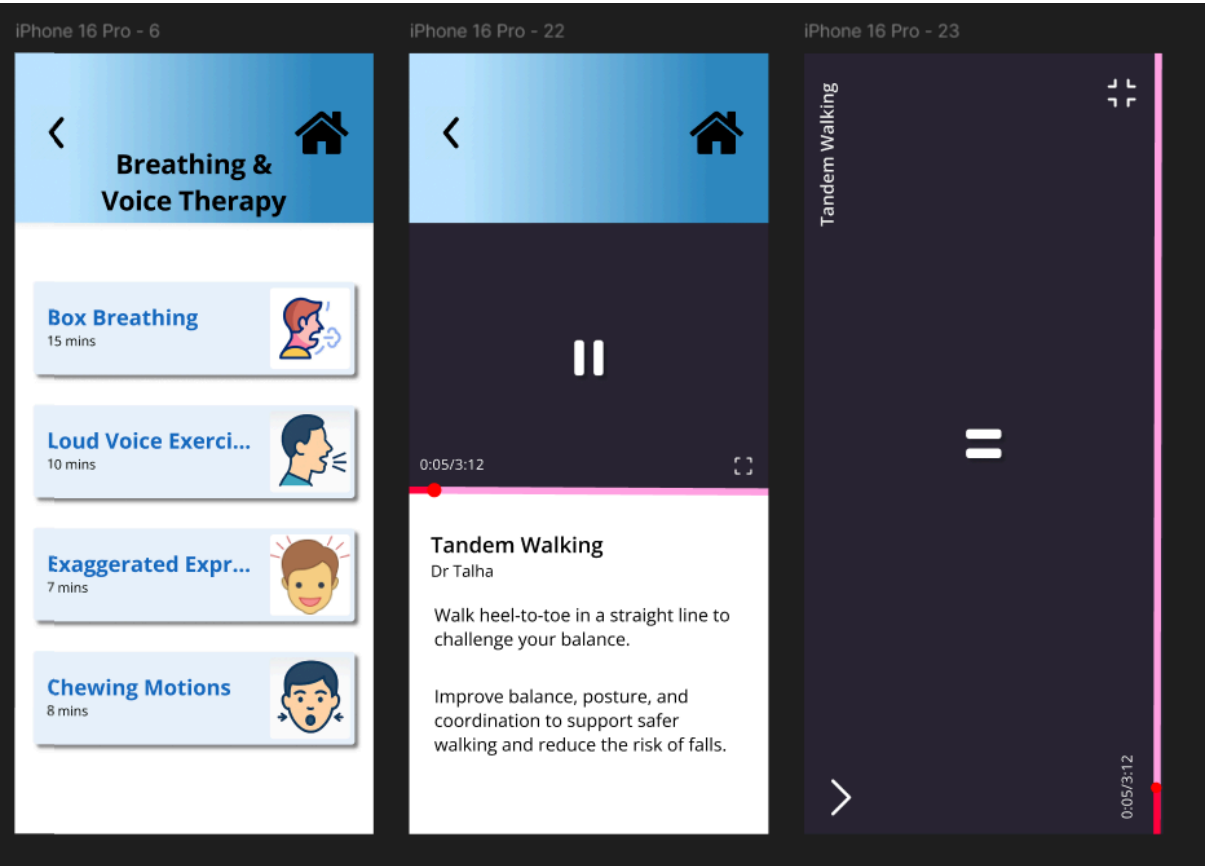 iPhone 16 Pro - 6
Breathing &
Voice Therapy
Box Breathing
15 mins
Loud Voice Exerci...
10 mins
Exaggerated Expr...
7 mins
Chewing Motions
8 mins
iPhone 16 Pro - 22
0:05/3:12
Tandem Walking
Dr Talha
Walk heel-to-toe in a straight line to
challenge your balance.
Improve balance, posture, and
coordination to support safer
walking and reduce the risk of falls.
iPhone 16 Pro - 23
Tandem Walking
0:05/3:12